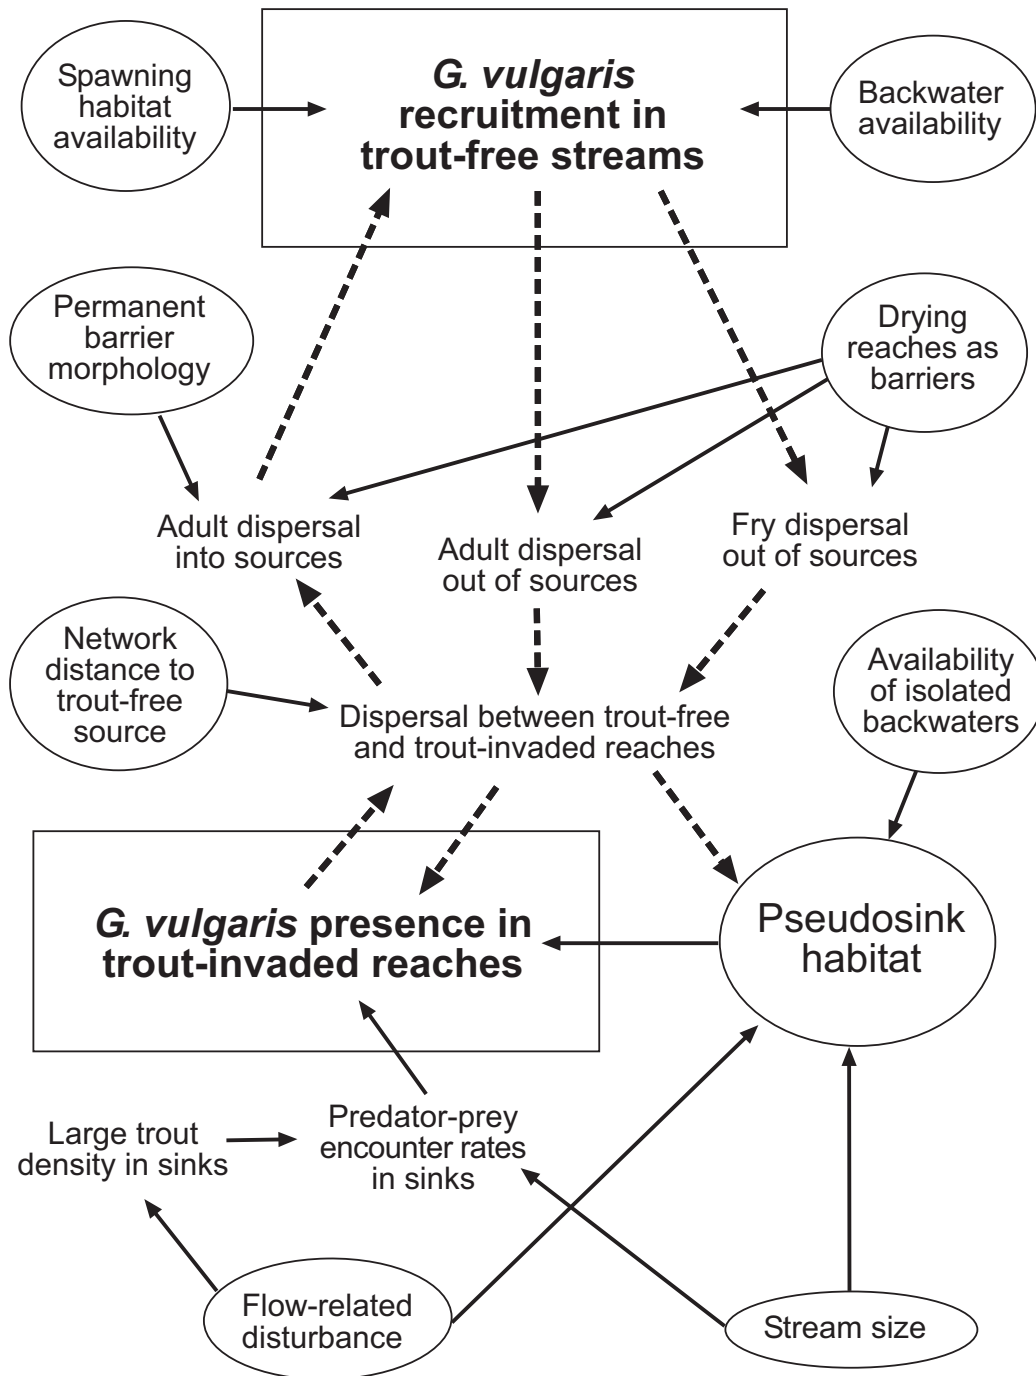 Spawning
habitat
availability
G. vulgaris
recruitment in
trout-free streams
Backwater
availability
Permanent
barrier
morphology
Drying
reaches as
barriers
Adult dispersal
into sources
Adult dispersal
out of sources
Fry dispersal
out of sources
Network
distance to
trout-free
source
Dispersal between trout-free
and trout-invaded reaches
Availability
of isolated
backwaters
G. vulgaris presence in
trout-invaded reaches
Pseudosink
habitat
Large trout
density in sinks
Predator-prey
encounter rates
in sinks
Flow-related
disturbance
Stream size